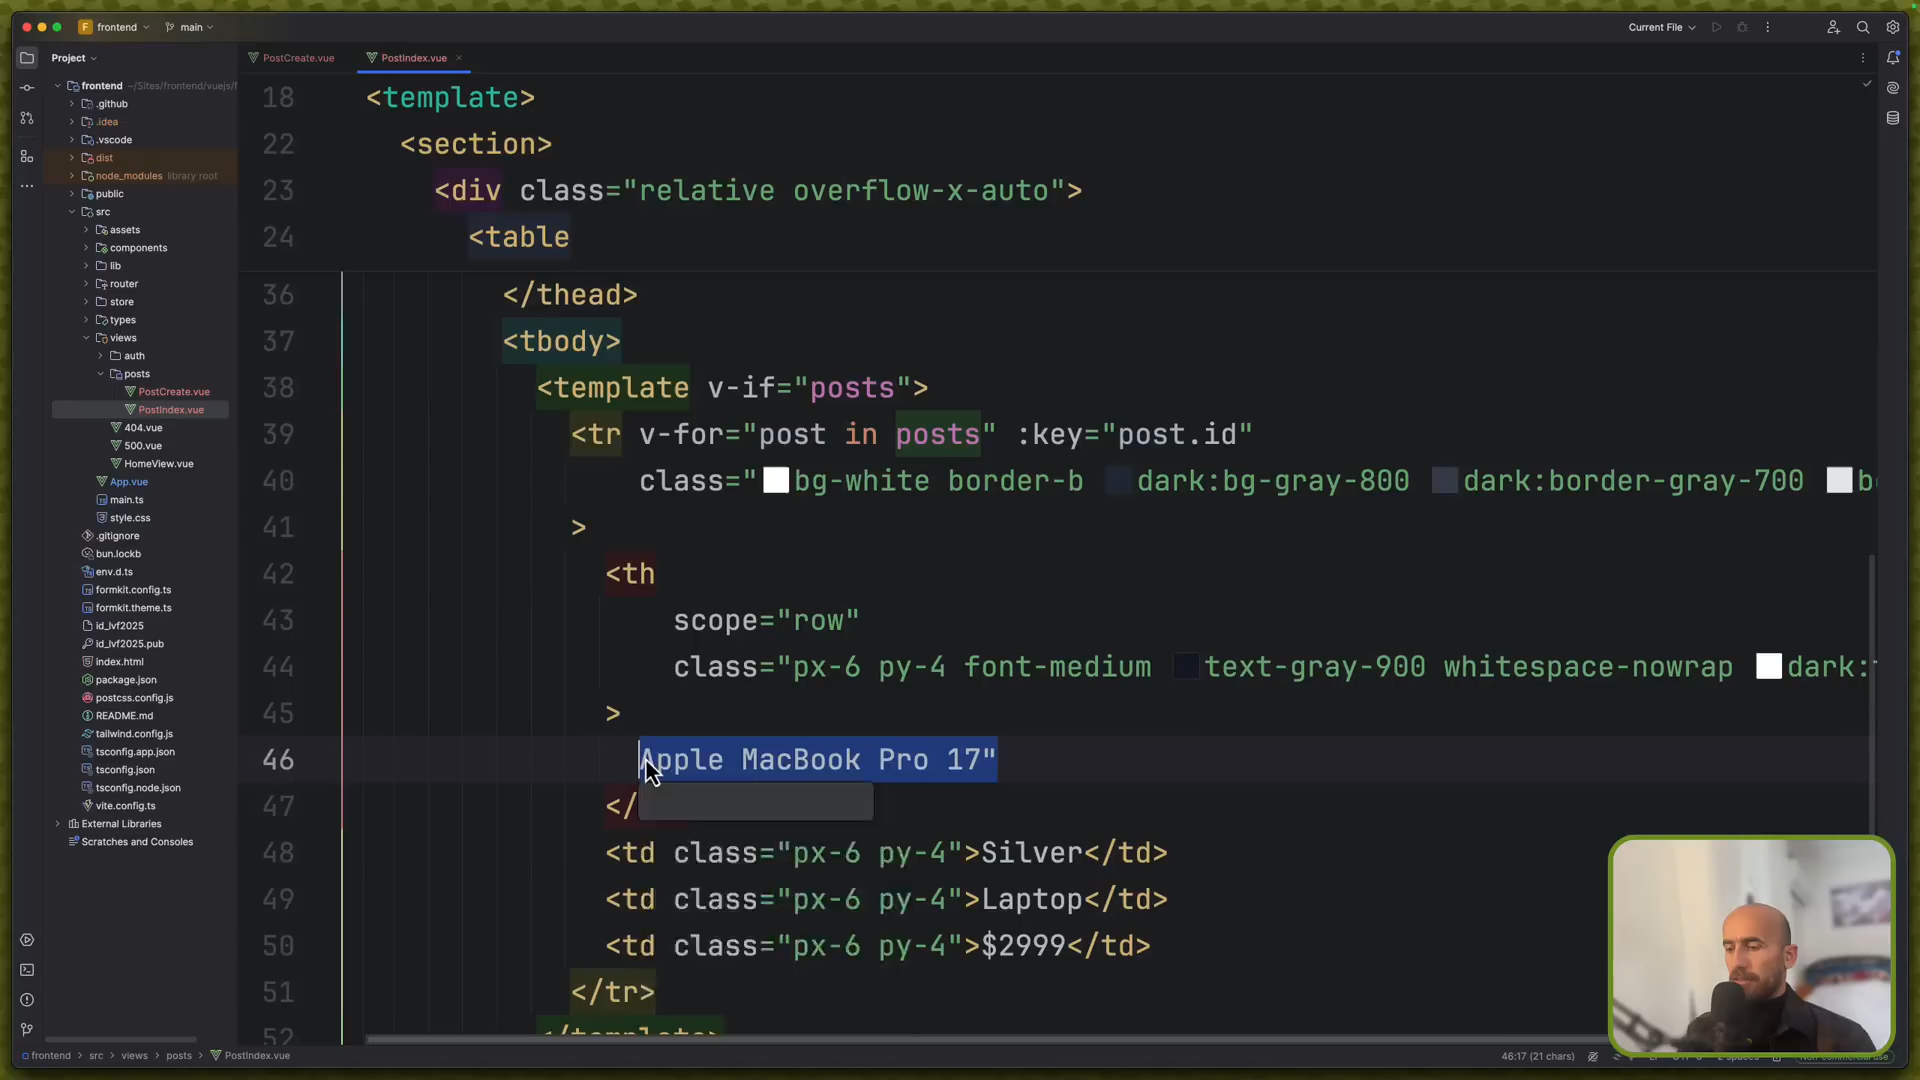 frontend
main
Current File
Project
PostCreate.vue
PostIndex.vue
frontend ~/Sites/frontend/vuejs/f
.github
.idea
.vscode
dist
node_modules library root
public
src
assets
components
lib
router
store
types
views
auth
posts
PostCreate.vue
PostIndex.vue
404.vue
500.vue
HomeView.vue
App.vue
main.ts
style.css
.gitignore
bun.lockb
env.d.ts
formkit.config.ts
formkit.theme.ts
id_lvf2025
id_lvf2025.pub
index.html
package.json
postcss.config.js
README.md
tailwind.config.js
tsconfig.app.json
tsconfig.json
tsconfig.node.json
vite.config.ts
External Libraries
Scratches and Consoles
18 <template>
22 <section>
23 <div class="relative overflow-x-auto">
24 <table
36 </thead>
37 <tbody>
38 <template v-if="posts">
39 <tr v-for="post in posts" :key="post.id"
40 class="bg-white border-b dark:bg-gray-800 dark:border-gray-700
41 >
42 <th
43 scope="row"
44 class="px-6 py-4 font-medium text-gray-900 whitespace-nowrap dark:
45 >
46 Apple MacBook Pro 17"
47 </
48 <td class="px-6 py-4">Silver</td>
49 <td class="px-6 py-4">Laptop</td>
50 <td class="px-6 py-4">$2999</td>
51 </tr>
52 </template>
frontend > src > views > posts > PostIndex.vue
46:17 (21 chars)